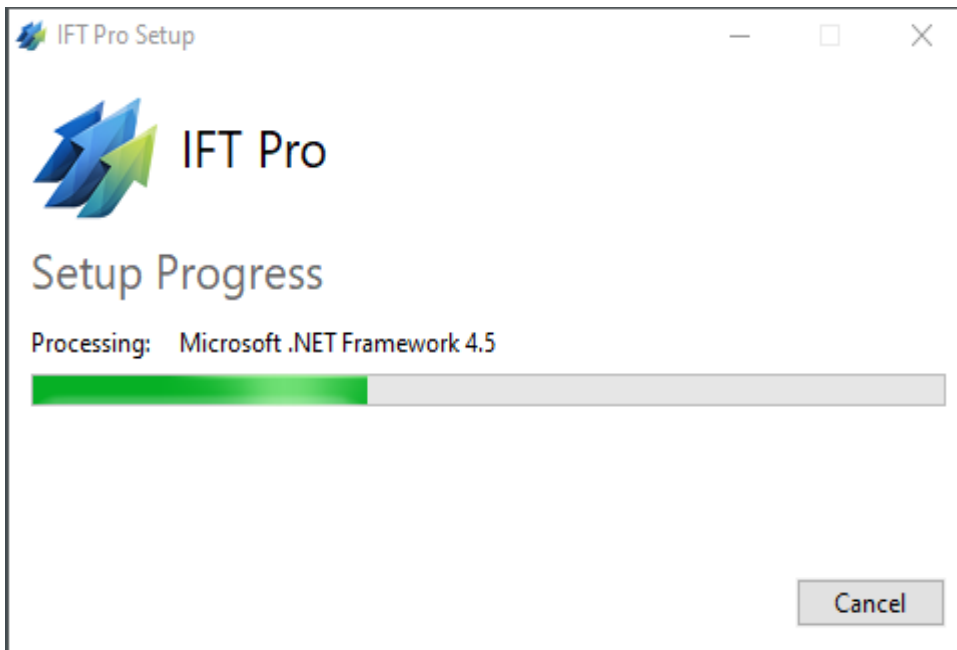 IFT Pro Setup
IFT Pro
Setup Progress
Processing: Microsoft .NET Framework 4.5
Cancel